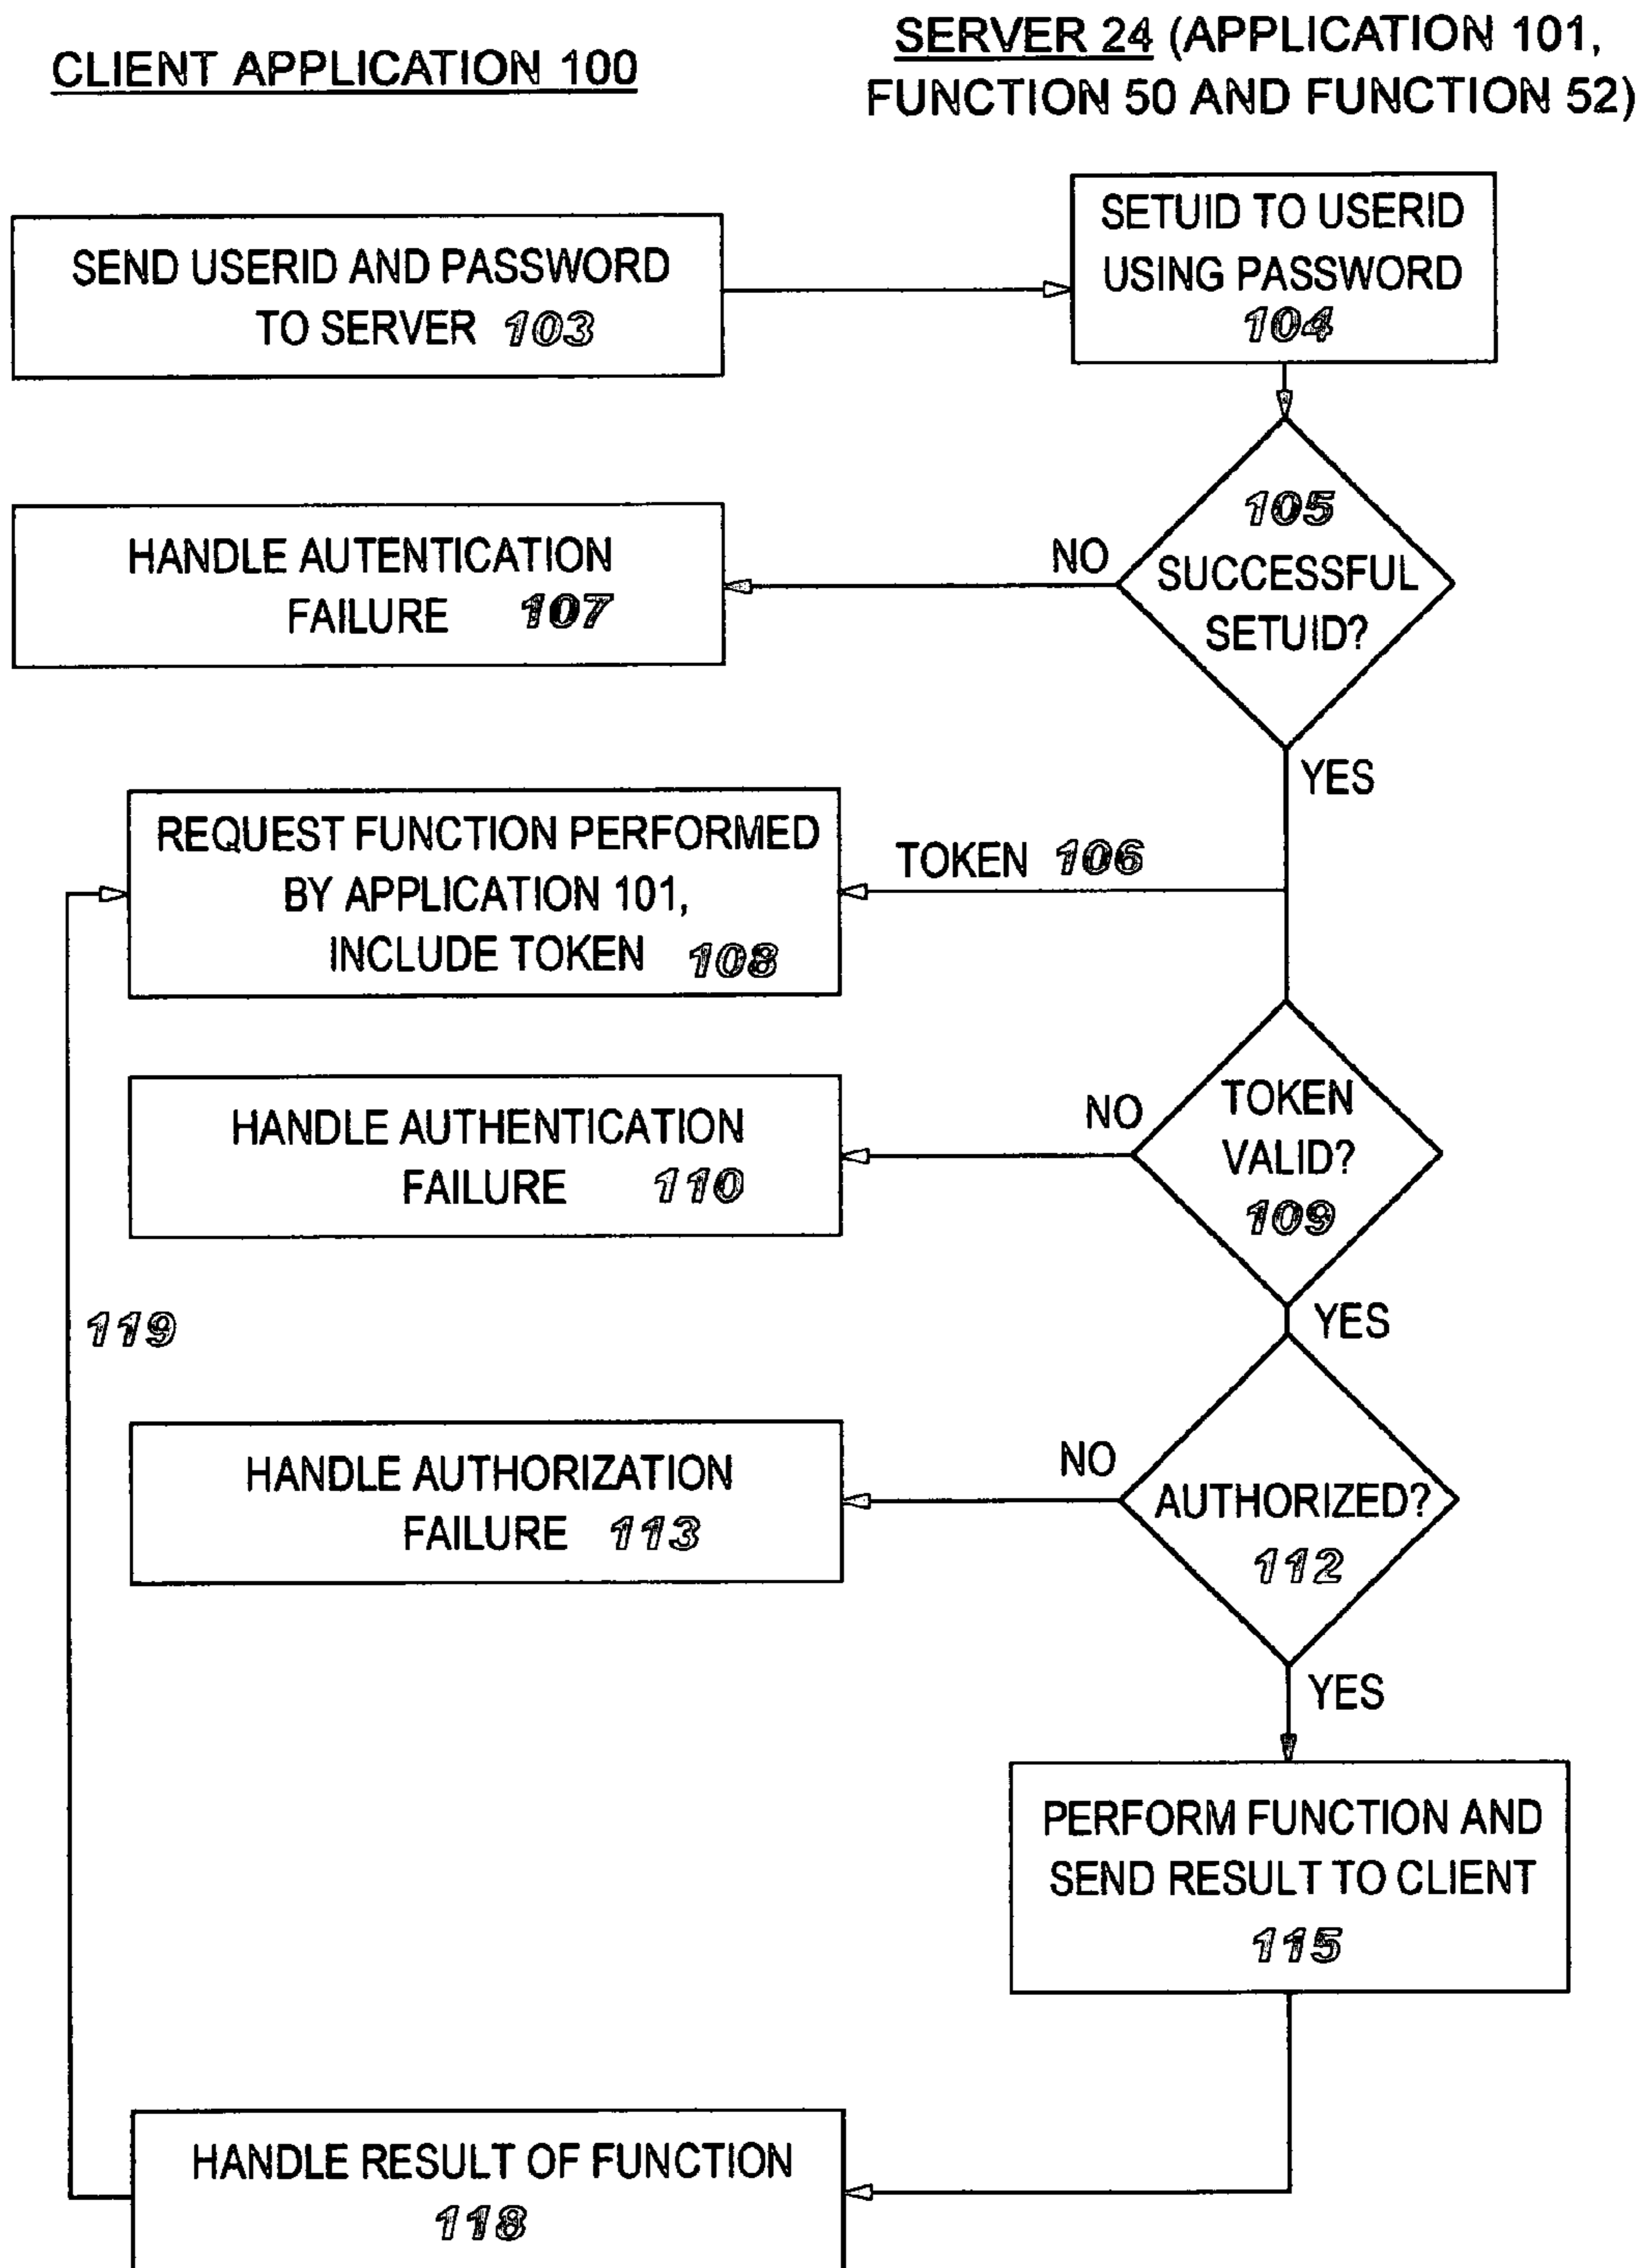 CLIENT APPLICATION 100
SERVER 24 (APPLICATION 101,
FUNCTION 50 AND FUNCTION 52)
SEND USERID AND PASSWORD
TO SERVER 103
SETUID TO USERID
USING PASSWORD
104
105
SUCCESSFUL
SETUID?
NO
HANDLE AUTENTICATION
FAILURE 107
YES
TOKEN 106
REQUEST FUNCTION PERFORMED
BY APPLICATION 101,
INCLUDE TOKEN 108
TOKEN
VALID?
109
NO
HANDLE AUTHENTICATION
FAILURE 110
YES
119
AUTHORIZED?
112
NO
HANDLE AUTHORIZATION
FAILURE 113
YES
PERFORM FUNCTION AND
SEND RESULT TO CLIENT
115
HANDLE RESULT OF FUNCTION
118